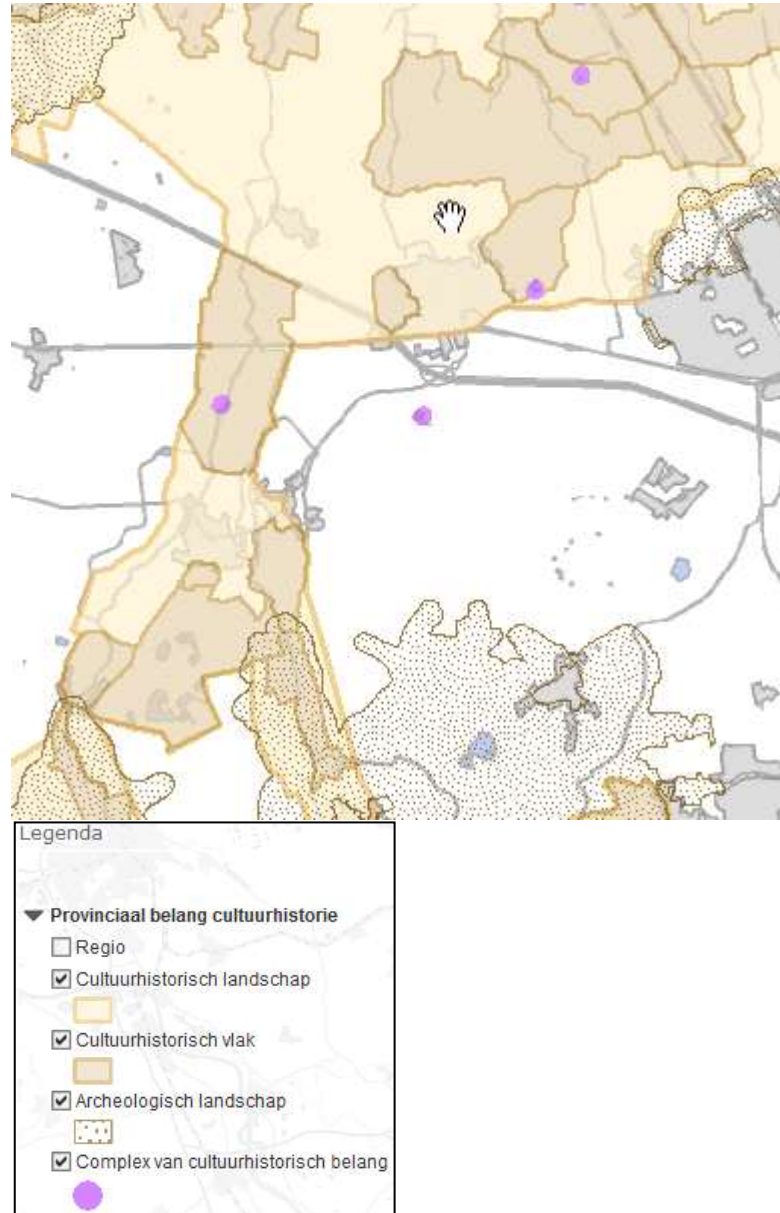 Legenda
Provinciaal belang cultuurhistorie
Regio
Cultuurhistorisch landschap
Cultuurhistorisch vlak
Archeologisch landschap
Complex van cultuurhistorisch belang